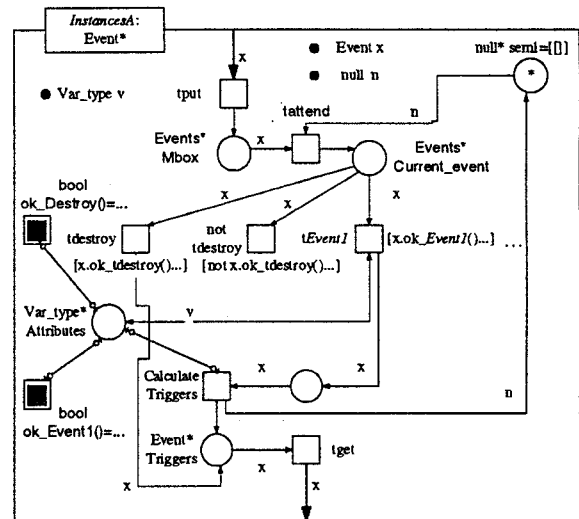 InstancesA:
Event*
x
Event x
null n
null* semi=[[]]
*
Var_type v
tput
tattend
n
Events*
Mbox
x
Events*
Current_event
x
x
x
bool
ok_Destroy()=...
tdestroy
not
tdestroy
tEvent1
[x.ok_Event1()...] ...
[x.ok_tdestroy()...]
[not x.ok_tdestroy()...]
Var_type*
Attributes
v
Calculate
Triggers
x
x
n
bool
ok_Event1()=...
Event*
Triggers
x
tget
x
x